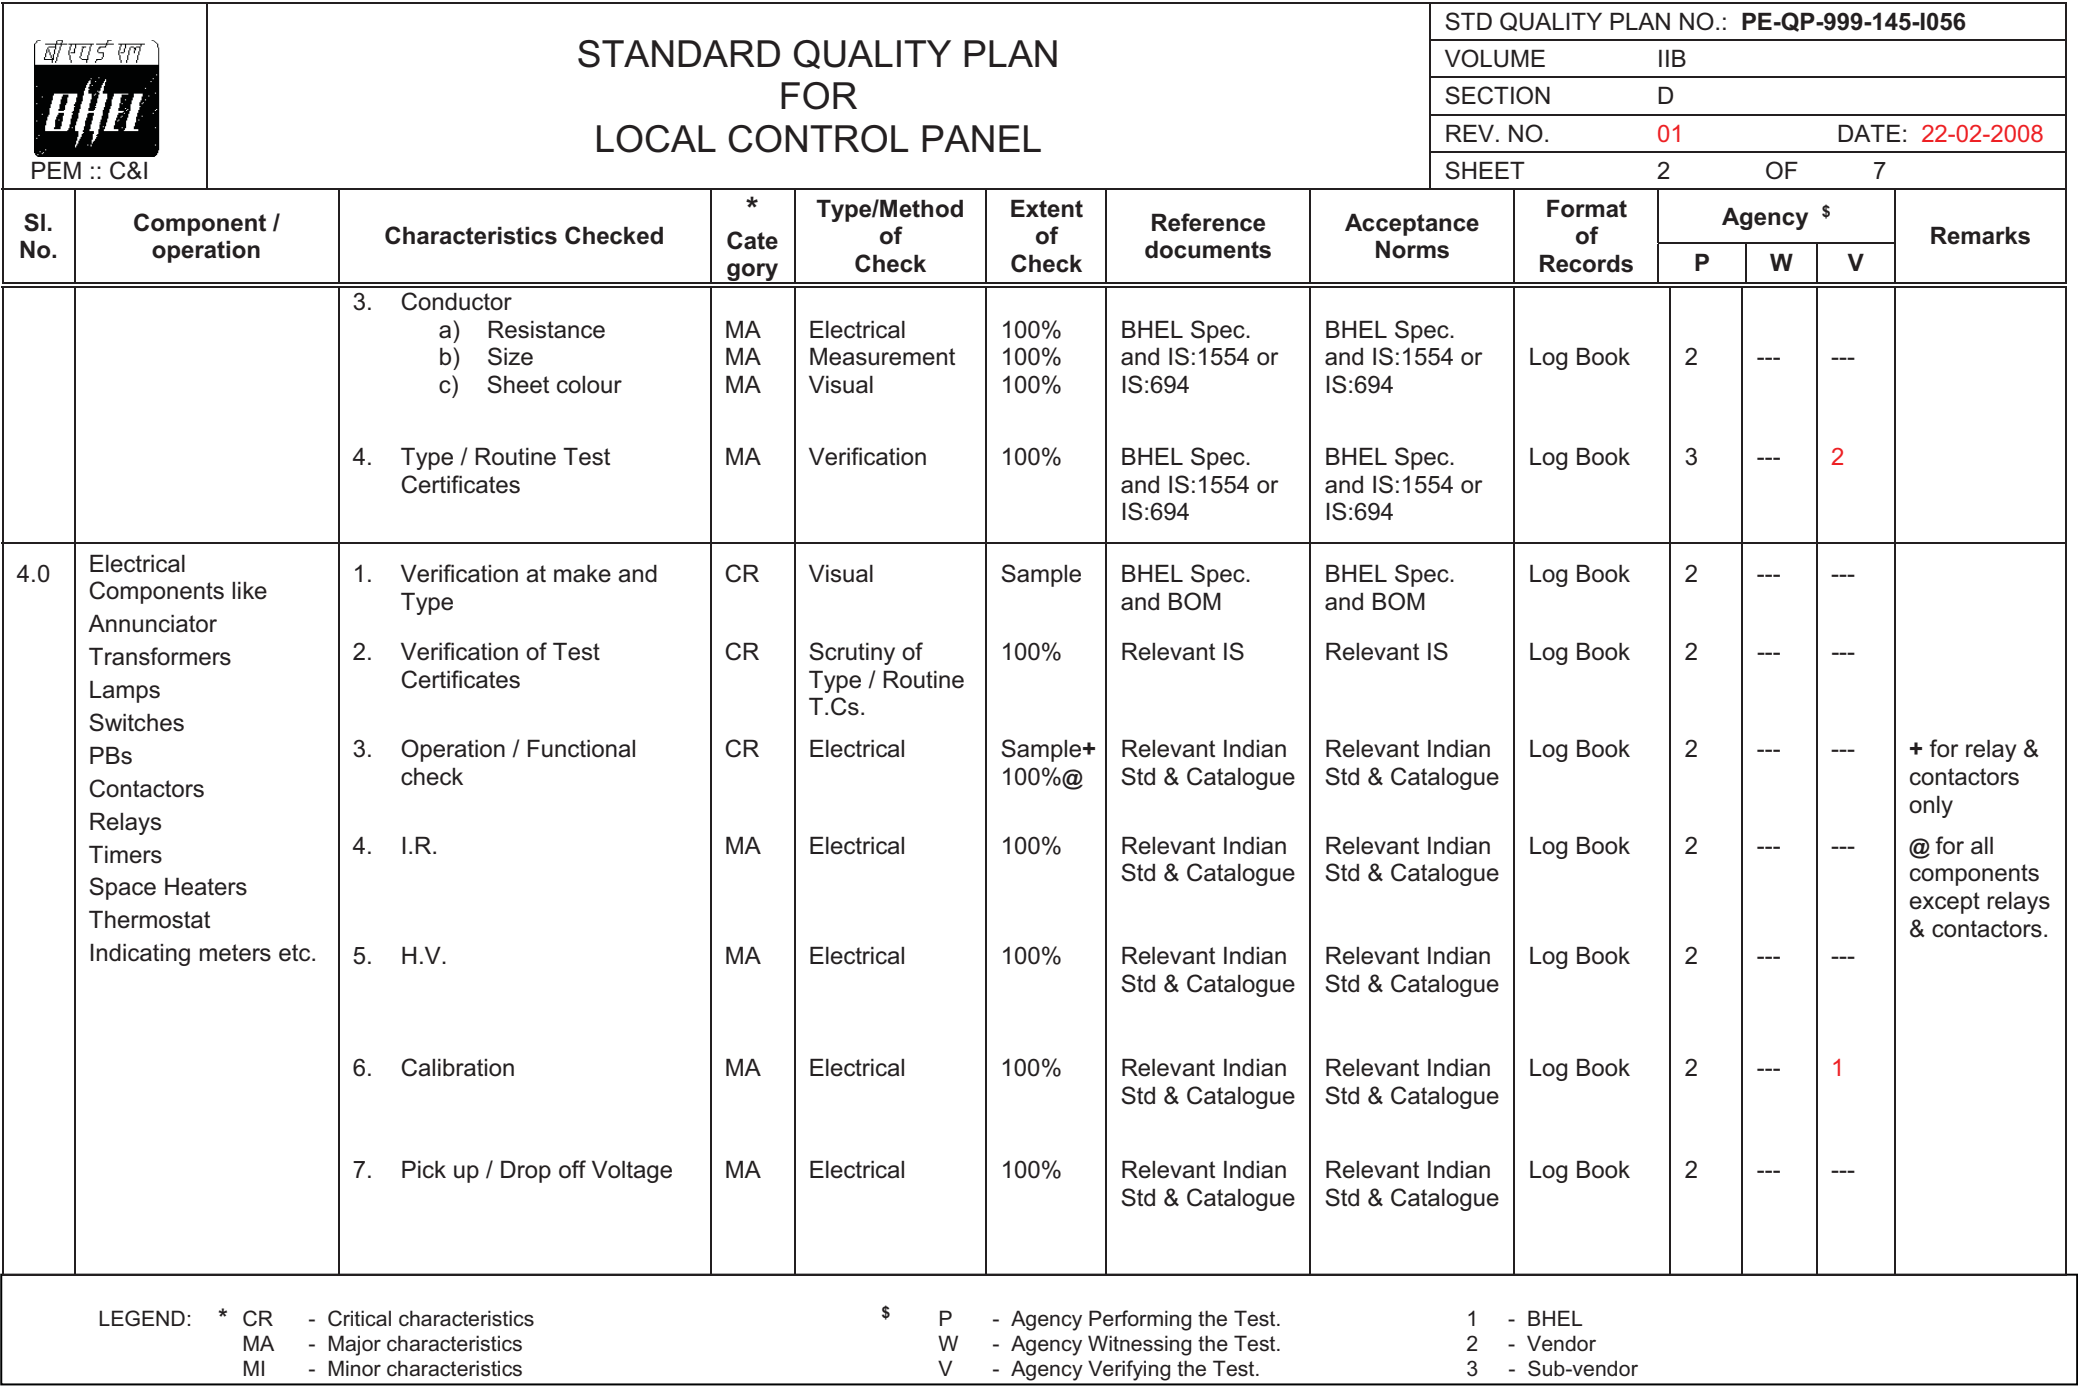 बीएचई एल
BHEL
PEM :: C&I
STANDARD QUALITY PLAN
FOR
LOCAL CONTROL PANEL
STD QUALITY PLAN NO.: PE-QP-999-145-I056
VOLUME IIB
SECTION D
REV. NO. 01 DATE: 22-02-2008
SHEET 2 OF 7
Sl. No. Component / operation Characteristics Checked * Cate gory Type/Method of Check Extent of Check Reference documents Acceptance Norms Format of Records Agency $ Remarks
P W V
3. Conductor
a) Resistance MA Electrical 100% BHEL Spec. BHEL Spec.
b) Size MA Measurement 100% and IS:1554 or and IS:1554 or Log Book 2 --- ---
c) Sheet colour MA Visual 100% IS:694 IS:694
4. Type / Routine Test MA Verification 100% BHEL Spec. BHEL Spec. Log Book 3 --- 2
Certificates and IS:1554 or and IS:1554 or
IS:694 IS:694
4.0
Electrical
Components like
Annunciator
Transformers
Lamps
Switches
PBs
Contactors
Relays
Timers
Space Heaters
Thermostat
Indicating meters etc.
1. Verification at make and CR Visual Sample BHEL Spec. BHEL Spec. Log Book 2 --- ---
Type and BOM and BOM
2. Verification of Test CR Scrutiny of 100% Relevant IS Relevant IS Log Book 2 --- ---
Certificates Type / Routine
T.Cs.
3. Operation / Functional CR Electrical Sample+ Relevant Indian Relevant Indian Log Book 2 --- --- + for relay &
check 100%@ Std & Catalogue Std & Catalogue contactors
only
4. I.R. MA Electrical 100% Relevant Indian Relevant Indian Log Book 2 --- --- @ for all
Std & Catalogue Std & Catalogue components
except relays
& contactors.
5. H.V. MA Electrical 100% Relevant Indian Relevant Indian Log Book 2 --- ---
Std & Catalogue Std & Catalogue
6. Calibration MA Electrical 100% Relevant Indian Relevant Indian Log Book 2 --- 1
Std & Catalogue Std & Catalogue
7. Pick up / Drop off Voltage MA Electrical 100% Relevant Indian Relevant Indian Log Book 2 --- ---
Std & Catalogue Std & Catalogue
LEGEND: * CR - Critical characteristics $ P - Agency Performing the Test. 1 - BHEL
MA - Major characteristics W - Agency Witnessing the Test. 2 - Vendor
MI - Minor characteristics V - Agency Verifying the Test. 3 - Sub-vendor